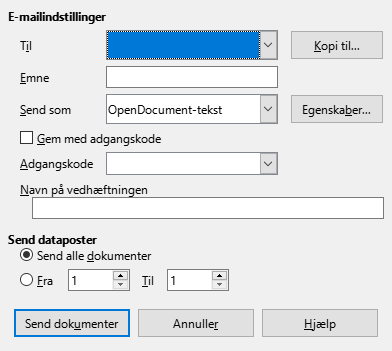 E-mailindstillinger
Til
Kopi til...
Emne
Send som OpenDocument-tekst Egenskaber...
Gem med adgangskode
Adgangskode
Navn på vedhæftningen
Send dataposter
Send alle dokumenter
Fra 1 Til 1
Send dokumenter Annuller Hjælp